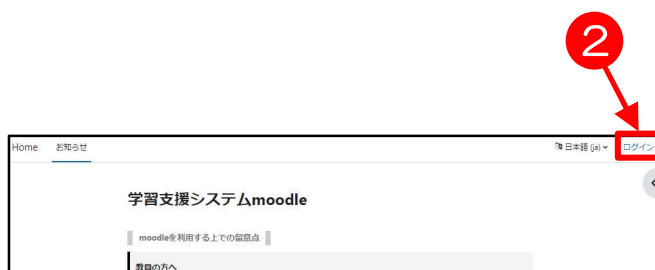 2
Home お知らせ 日本語 (ja) ログイン
学習支援システムmoodle
moodleを利用する上での留意点
教員の方へ